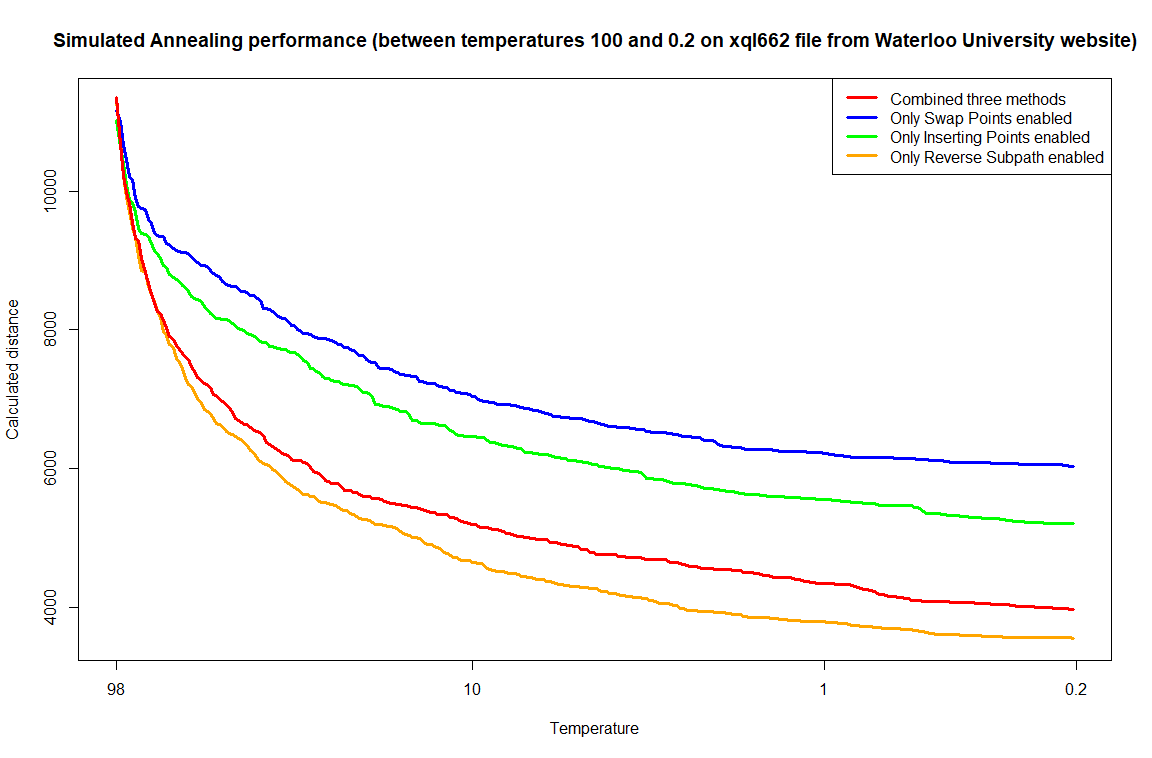 Simulated Annealing performance (between temperatures 100 and 0.2 on xql662 file from Waterloo University website)
Combined three methods
Only Swap Points enabled
Only Inserting Points enabled
Only Reverse Subpath enabled
Calculated distance
10000
8000
6000
4000
98
10
1
0.2
Temperature